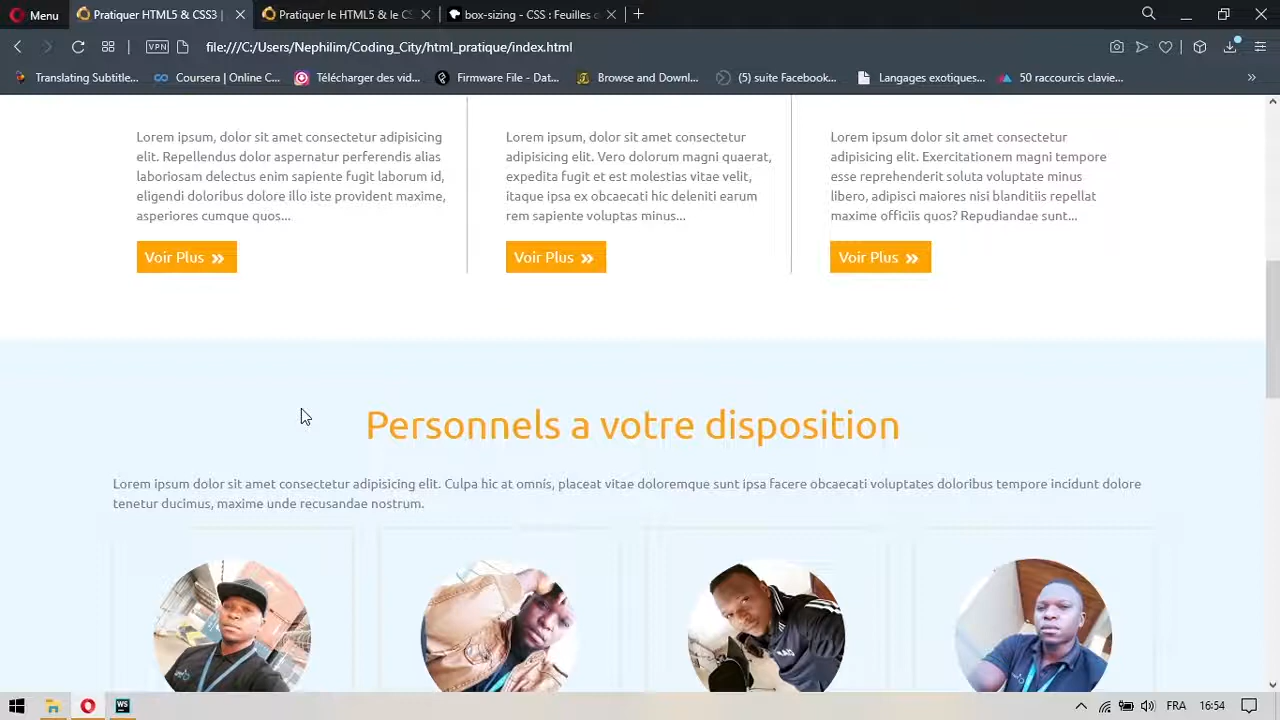 Menu
Pratiquer HTML5 & CSS3 |
Pratiquer le HTML5 & le C
box-sizing - CSS : Feuilles
VPN
file:///C:/Users/Nephilim/Coding_City/html_pratique/index.html
Translating Subtitle...
Coursera | Online C...
Télécharger des vid...
Firmware File - Dat...
Browse and Downl...
(5) suite Facebook...
Langages exotiques...
50 raccourcis clavie...
Lorem ipsum, dolor sit amet consectetur adipisicing
elit. Repellendus dolor aspernatur perferendis alias
laboriosam delectus enim sapiente fugit laborum id,
eligendi doloribus dolore illo iste provident maxime,
asperiores cumque quos...
Voir Plus
Lorem ipsum, dolor sit amet consectetur
adipisicing elit. Vero dolorum magni quaerat,
expedita fugit et est molestias vitae velit,
itaque ipsa ex obcaecati hic deleniti earum
rem sapiente voluptas minus...
Voir Plus
Lorem ipsum, dolor sit amet consectetur
adipisicing elit. Exercitationem magni tempore
esse reprehenderit soluta voluptate minus
libero, adipisci maiores nisi blanditiis repellat
maxime officiis quos? Repudiandae sunt...
Voir Plus
Personnels a votre disposition
Lorem ipsum dolor sit amet consectetur adipisicing elit. Culpa hic at omnis, placeat vitae doloremque sunt ipsa facere obcaecati voluptates doloribus tempore incidunt dolore
tenetur ducimus, maxime unde recusandae nostrum.
WS
FRA
16:54